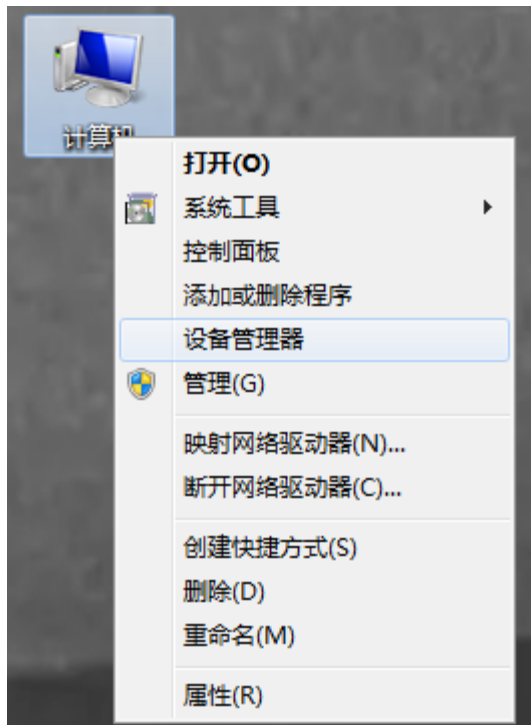 计算机
打开(O)
系统工具
控制面板
添加或删除程序
设备管理器
管理(G)
映射网络驱动器(N)...
断开网络驱动器(C)...
创建快捷方式(S)
删除(D)
重命名(M)
属性(R)